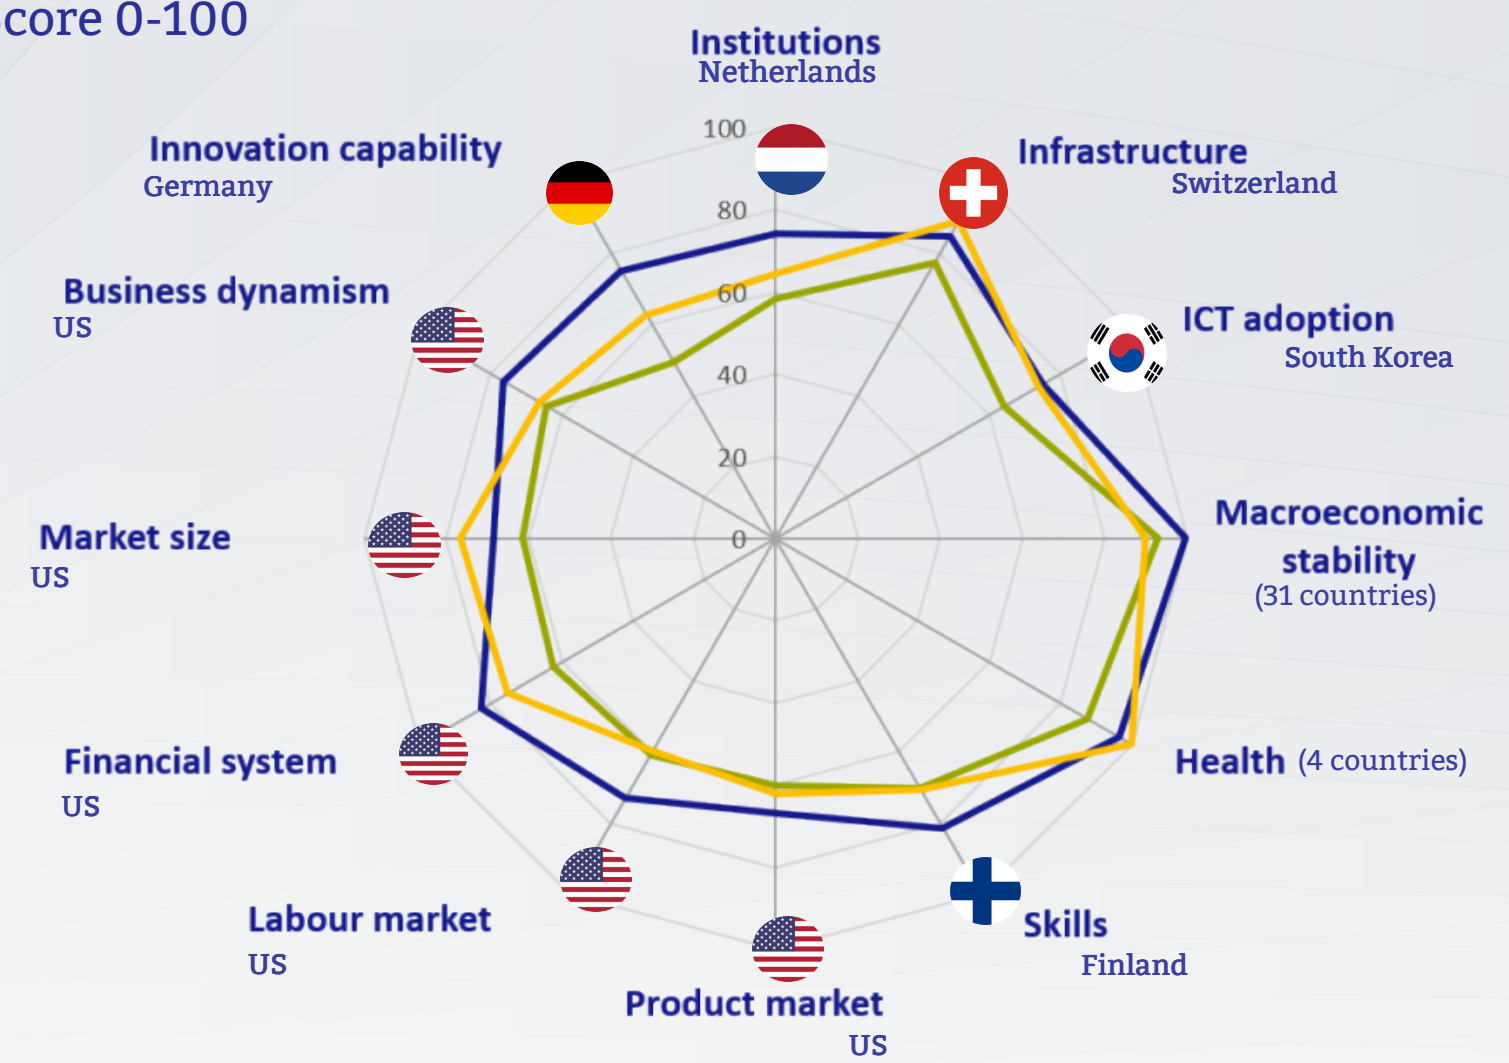 core 0-100
Institutions
Netherlands
100
80
60
40
20
0
Infrastructure
Switzerland
ICT adoption
South Korea
Macroeconomic
stability
(31 countries)
Health (4 countries)
Skills
Finland
Product market
US
Labour market
US
Financial system
US
Market size
US
Business dynamism
US
Innovation capability
Germany